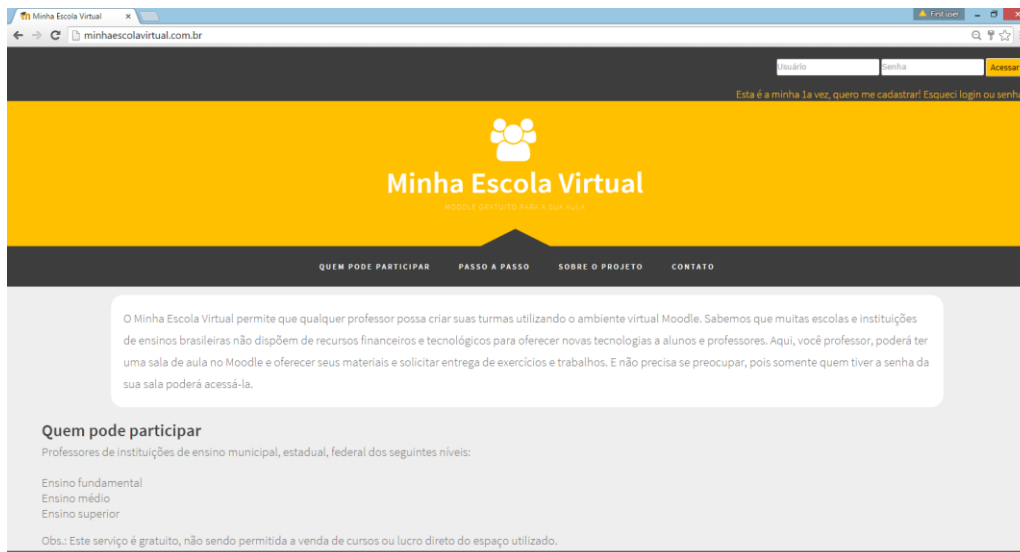 Minha Escola Virtual
First user
minhaescolavirtual.com.br
Usuário Senha Acessar
Esta é a minha 1a vez, quero me cadastrar! Esqueci login ou senha
Minha Escola Virtual
MOODLE GRATUITO PARA A SUA AULA
QUEM PODE PARTICIPAR PASSO A PASSO SOBRE O PROJETO CONTATO
O Minha Escola Virtual permite que qualquer professor possa criar suas turmas utilizando o ambiente virtual Moodle. Sabemos que muitas escolas e instituições
de ensinos brasileiras não dispõem de recursos financeiros e tecnológicos para oferecer novas tecnologias a alunos e professores. Aqui, você professor, poderá ter
uma sala de aula no Moodle e oferecer seus materiais e solicitar entrega de exercícios e trabalhos. E não precisa se preocupar, pois somente quem tiver a senha da
sua sala poderá acessá-la.
Quem pode participar
Professores de instituições de ensino municipal, estadual, federal dos seguintes níveis:
Ensino fundamental
Ensino médio
Ensino superior
Obs.: Este serviço é gratuito, não sendo permitida a venda de cursos ou lucro direto do espaço utilizado.